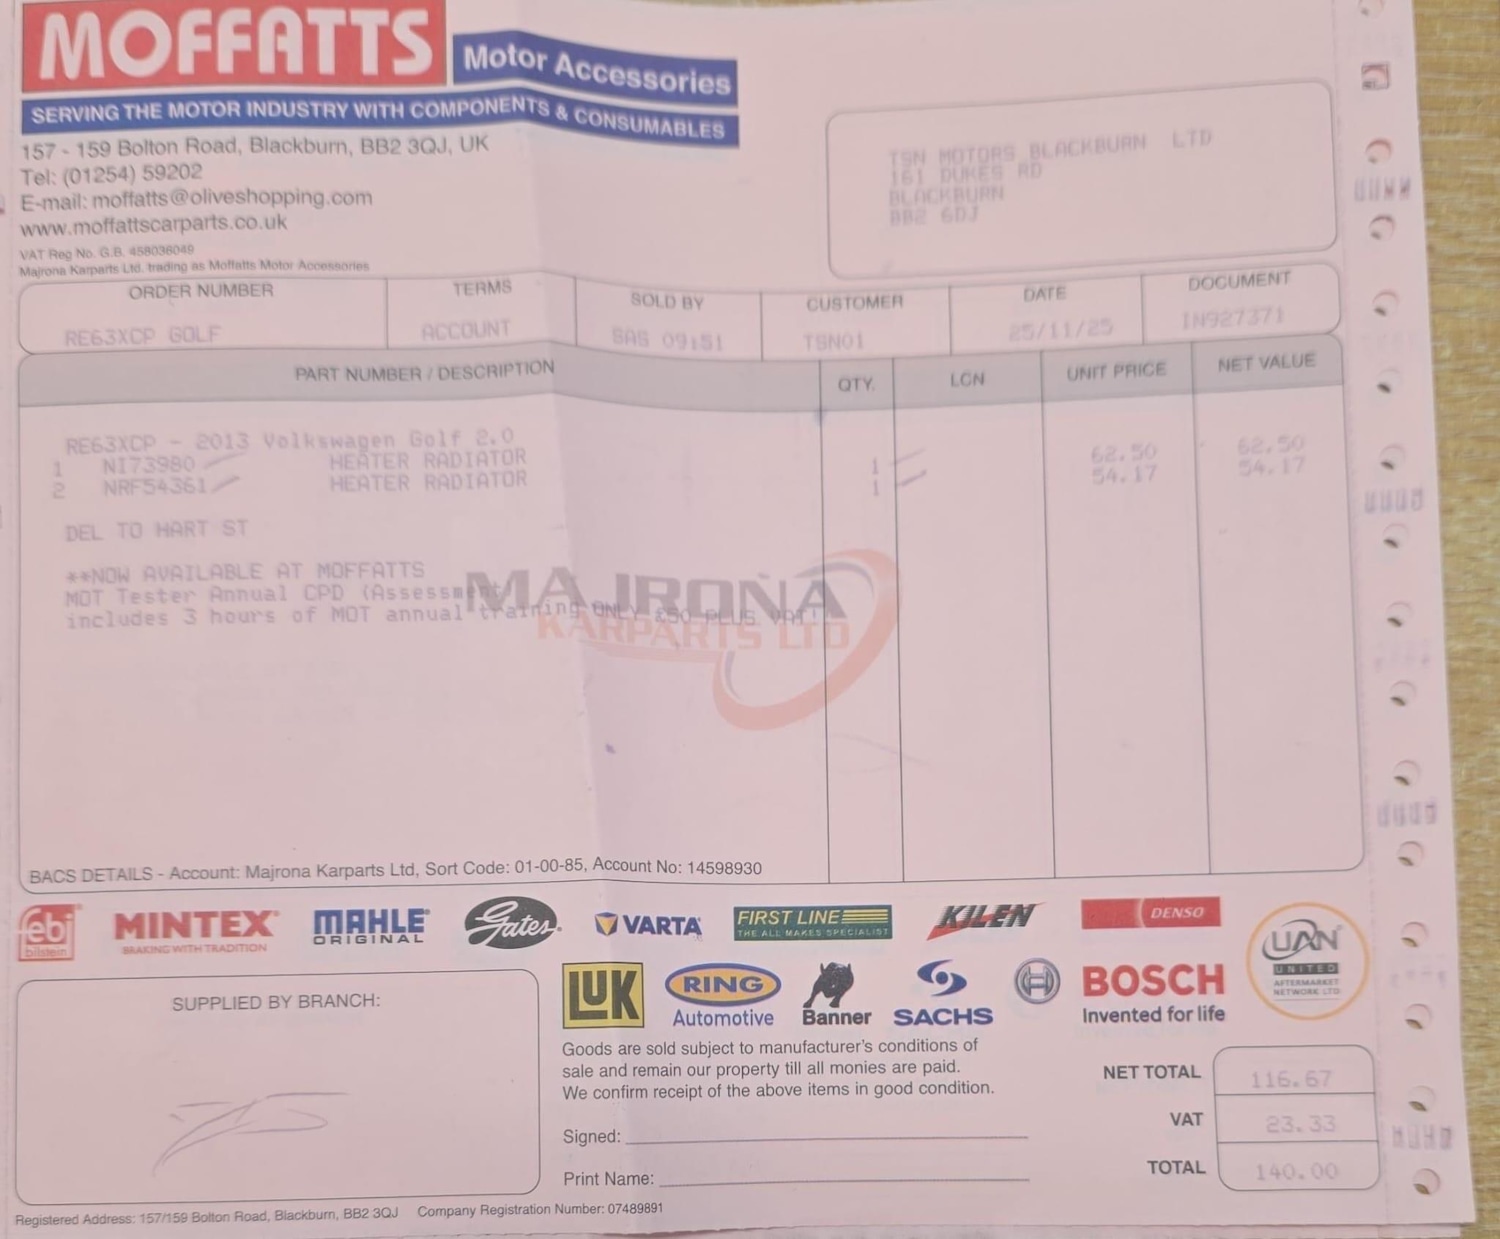 MOFFATTS
Motor Accessories
SERVING THE MOTOR INDUSTRY WITH COMPONENTS & CONSUMABLES
157 - 159 Bolton Road, Blackburn, BB2 3QJ, UK
Tel: (01254) 59202
E-mail: moffatts@oliveshopping.com
www.moffattscarparts.co.uk
VAT Reg No. G.B. 458036049
Majrona Karparts Ltd. trading as Moffatts Motor Accessories
TSN MOTORS BLACKBURN LTD
161 DUKES RD
BLACKBURN
BB2 6DJ
ORDER NUMBER TERMS SOLD BY CUSTOMER DATE DOCUMENT
RE63XCP GOLF ACCOUNT SAS 09:51 TSN01 25/11/25 IN927371
PART NUMBER / DESCRIPTION QTY. LCN UNIT PRICE NET VALUE
RE63XCP - 2013 Volkswagen Golf 2.0
1 NI73980 HEATER RADIATOR 1 62.50 62.50
2 NRF54361 HEATER RADIATOR 1 54.17 54.17
DEL TO HART ST
**NOW AVAILABLE AT MOFFATTS
MOT Tester Annual CPD (Assessment
includes 3 hours of MOT annual training ONLY £50 PLUS VAT!
MAJRONA
KARPARTS LTD
BACS DETAILS - Account: Majrona Karparts Ltd, Sort Code: 01-00-85, Account No: 14598930
febi
bilstein
MINTEX
BRAKING WITH TRADITION
MAHLE
ORIGINAL
Gates
VARTA
FIRST LINE
THE ALL MAKES SPECIALIST
KILEN
DENSO
UAN
UNITED
AFTERMARKET
NETWORK LTD
LUK
RING
Automotive
Banner
SACHS
BOSCH
Invented for life
SUPPLIED BY BRANCH:
Goods are sold subject to manufacturer's conditions of
sale and remain our property till all monies are paid.
We confirm receipt of the above items in good condition.
Signed:
Print Name:
NET TOTAL 116.67
VAT 23.33
TOTAL 140.00
Registered Address: 157/159 Bolton Road, Blackburn, BB2 3QJ Company Registration Number: 07489891